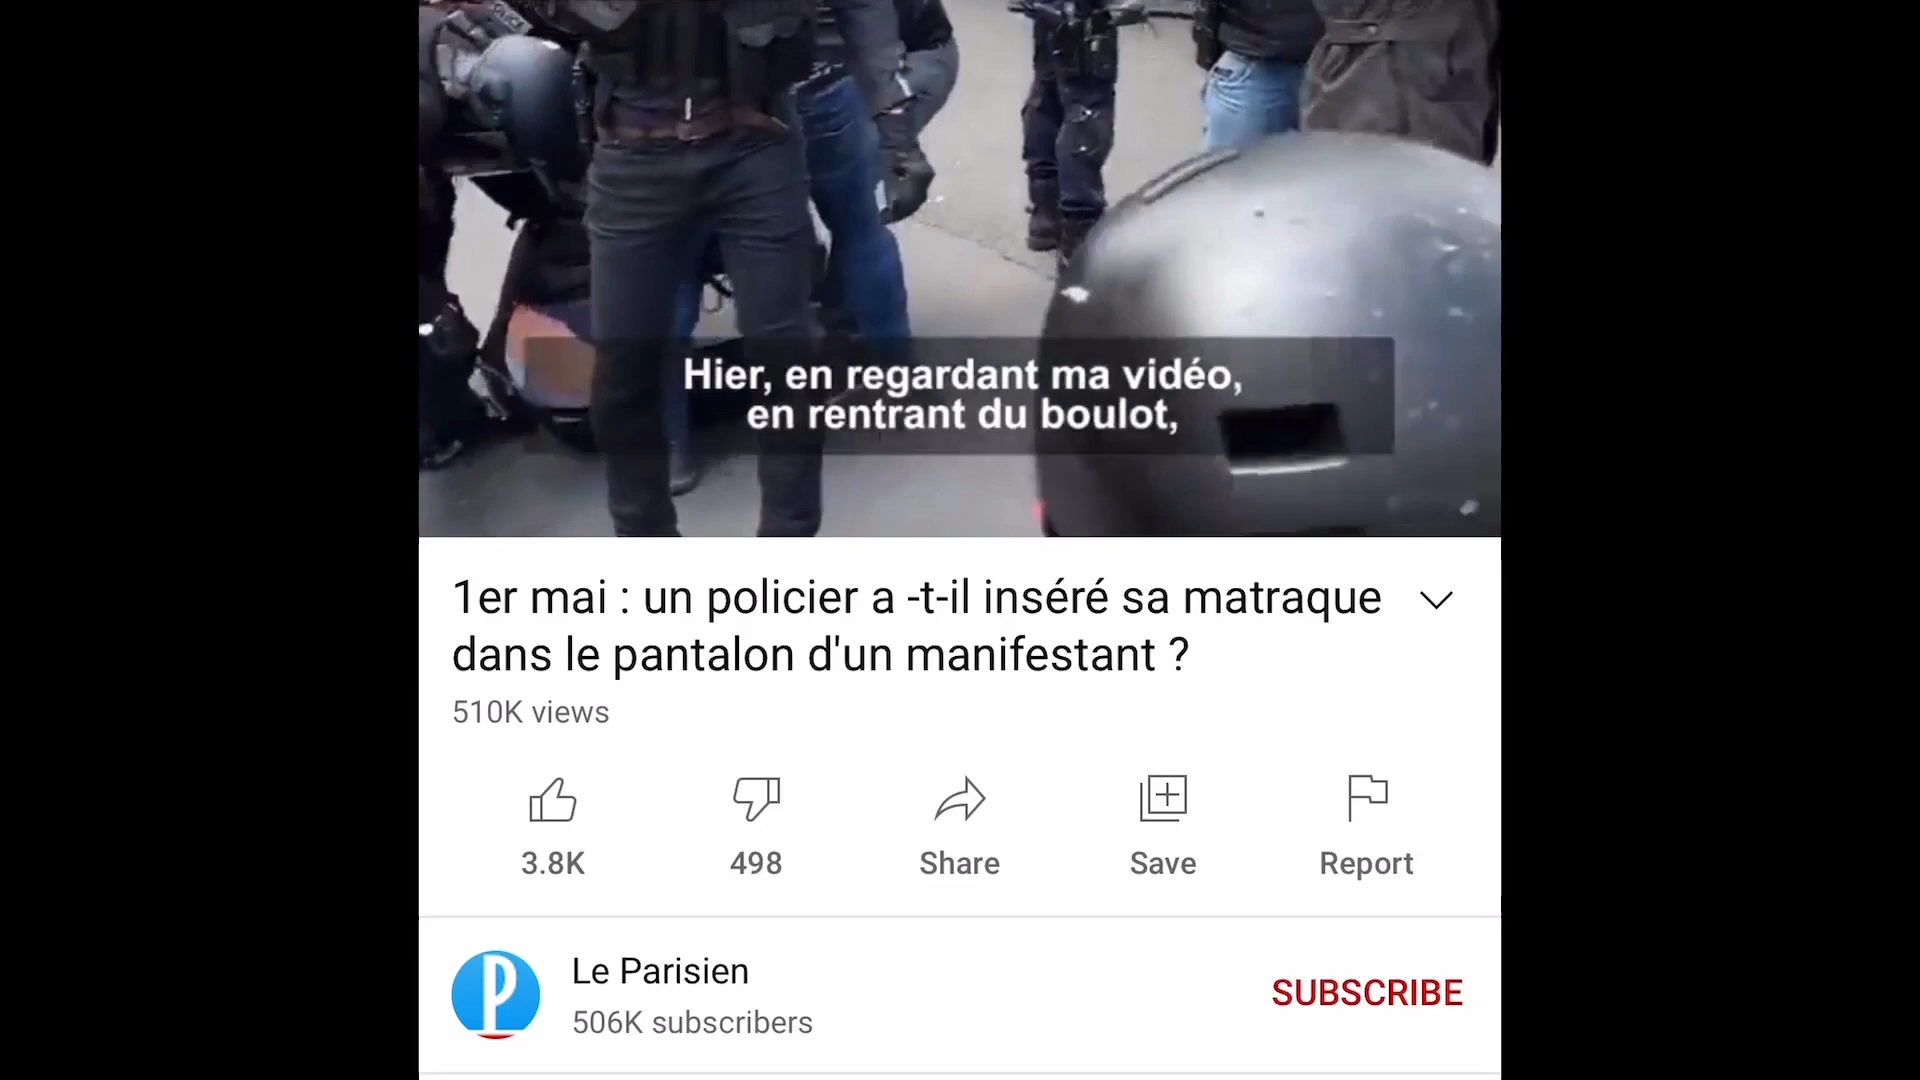 POLICE
Hier, en regardant ma vidéo,
en rentrant du boulot,
1er mai : un policier a -t-il inséré sa matraque
dans le pantalon d'un manifestant ?
510K views
3.8K
498
Share
Save
Report
P
Le Parisien
506K subscribers
SUBSCRIBE